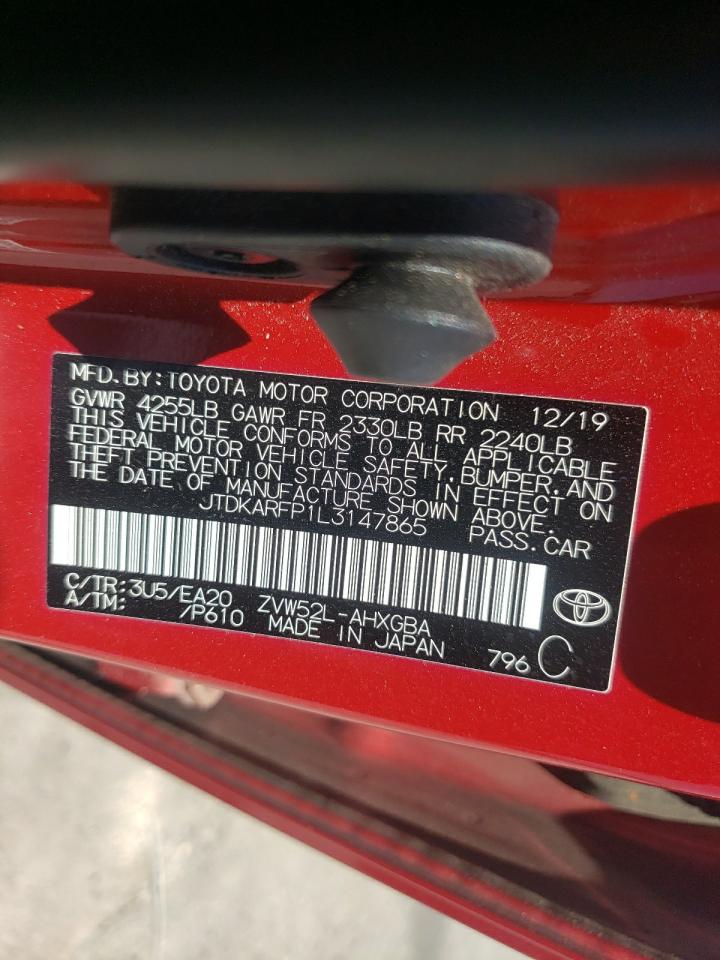 MFD.BY:TOYOTA MOTOR CORPORATION 12/19
GVWR 4255LB GAWR FR 2330LB RR 2240LB
THIS VEHICLE CONFORMS TO ALL APPLICABLE
FEDERAL MOTOR VEHICLE SAFETY,BUMPER,AND
THEFT PREVENTION STANDARDS IN EFFECT ON
THE DATE OF MANUFACTURE SHOWN ABOVE.
JTDKARFP1L3147865 PASS.CAR
C/TR:3U5/EA20 ZVW52L-AHXGBA
A/TM: /P610 MADE IN JAPAN 796 C